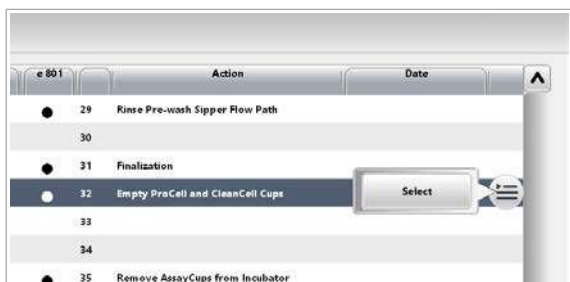 e 801 Action Date
29 Rinse Pre-wash Sipper Flow Path
30
31 Finalization
32 Empty ProCell and CleanCell Cups Select
33
34
35 Remove AssayCups from Incubator